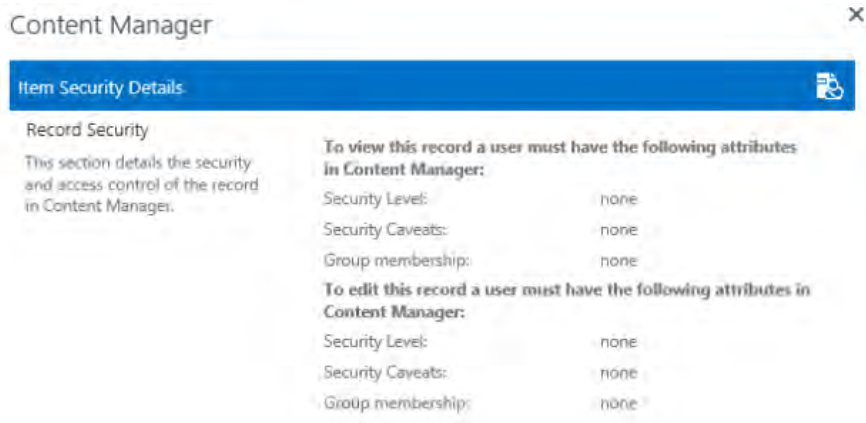 Content Manager
Item Security Details
Record Security
This section details the security
and access control of the record
in Content Manager.
To view this record a user must have the following attributes
in Content Manager:
Security Level: none
Security Caveats: none
Group membership: none
To edit this record a user must have the following attributes in
Content Manager:
Security Level: none
Security Caveats: none
Group membership: none